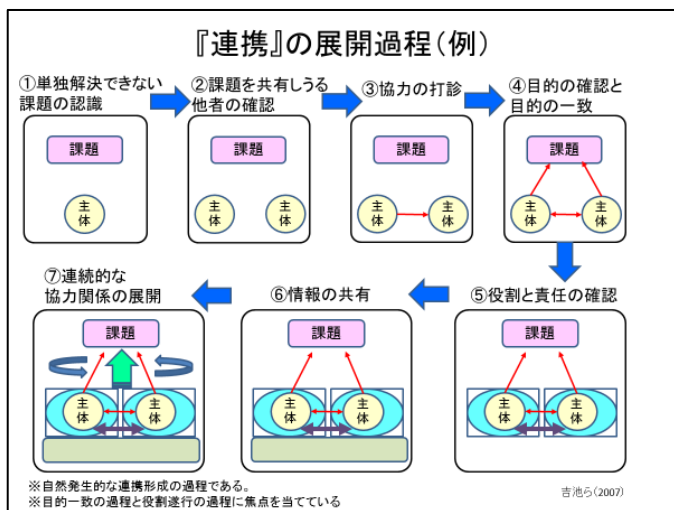 『連携』の展開過程(例)
①単独解決できない
課題の認識
②課題を共有しうる
他者の確認
③協力の打診
④目的の確認と
目的の一致
課題
主体
課題
主体
主体
課題
主体
主体
課題
主体
主体
⑦連続的な
協力関係の展開
⑥情報の共有
⑤役割と責任の確認
課題
主体
主体
課題
主体
主体
課題
主体
主体
※自然発生的な連携形成の過程である。
※目的一致の過程と役割遂行の過程に焦点を当てている
吉池ら(2007)